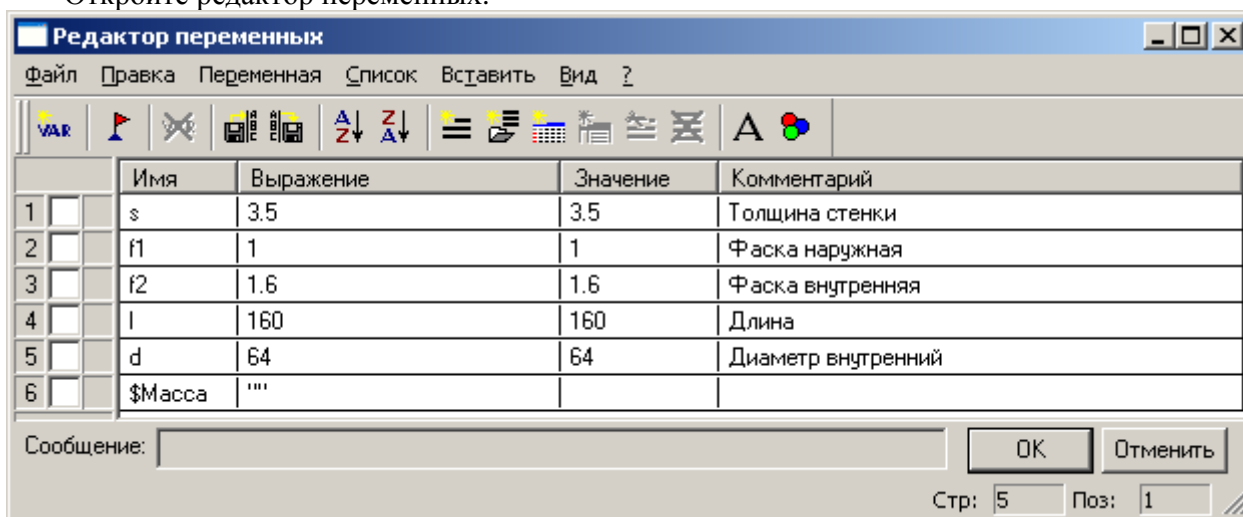 Откройте редактор переменных.
Редактор переменных
Файл Правка Переменная Список Вставить Вид ?
VAR A Z Z A A
Имя Выражение Значение Комментарий
1 s 3.5 3.5 Толщина стенки
2 f1 1 1 Фаска наружная
3 f2 1.6 1.6 Фаска внутренняя
4 l 160 160 Длина
5 d 64 64 Диаметр внутренний
6 $Масса ""
Сообщение: OK Отменить
Стр: 5 Поз: 1